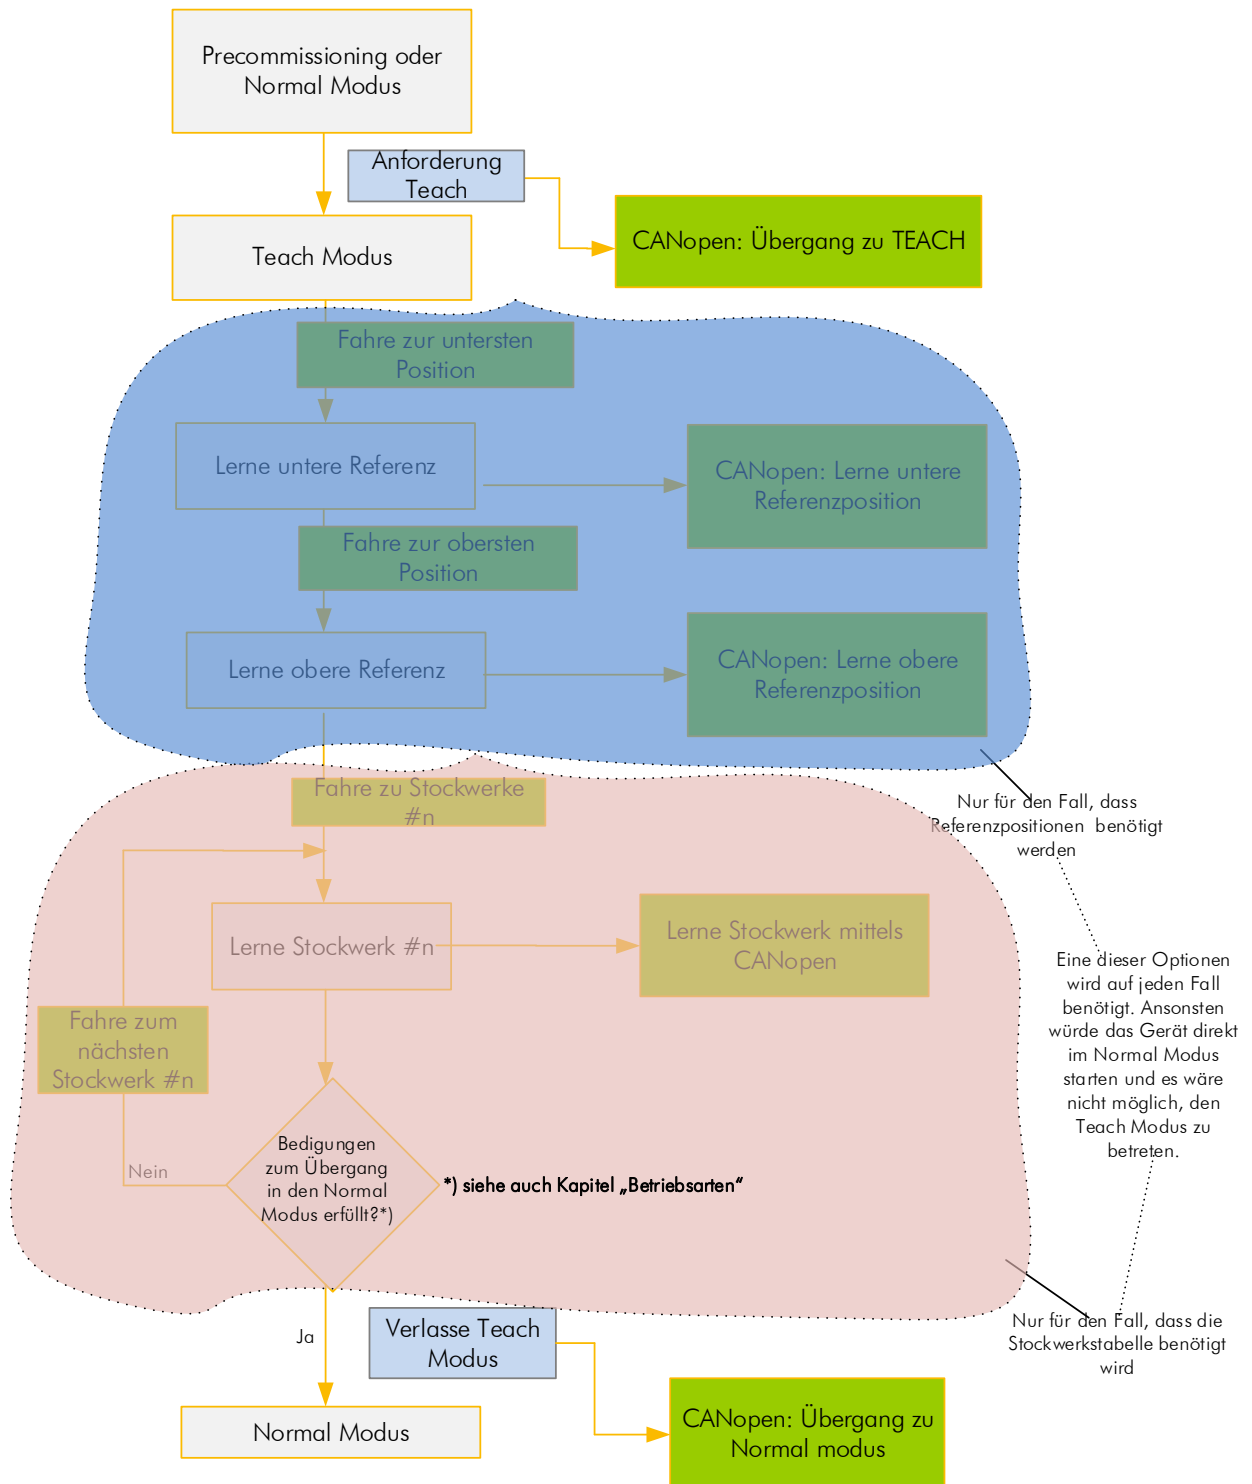 Precommissioning oder
Normal Modus
Anforderung
Teach
CANopen: Übergang zu TEACH
Teach Modus
Fahre zur untersten
Position
Lerne untere Referenz
CANopen: Lerne untere
Referenzposition
Fahre zur obersten
Position
Lerne obere Referenz
CANopen: Lerne obere
Referenzposition
Fahre zu Stockwerke
#n
Nur für den Fall, dass
Referenzpositionen benötigt
werden
Lerne Stockwerk #n
Lerne Stockwerk mittels
CANopen
Eine dieser Optionen
wird auf jeden Fall
benötigt. Ansonsten
würde das Gerät direkt
im Normal Modus
starten und es wäre
nicht möglich, den
Teach Modus zu
betreten.
Fahre zum
nächsten
Stockwerk #n
Nein
Bedigungen
zum Übergang
in den Normal
Modus erfüllt?*)
*) siehe auch Kapitel „Betriebsarten“
Nur für den Fall, dass die
Stockwerkstabelle benötigt
wird
Ja
Verlasse Teach
Modus
Normal Modus
CANopen: Übergang zu
Normal modus